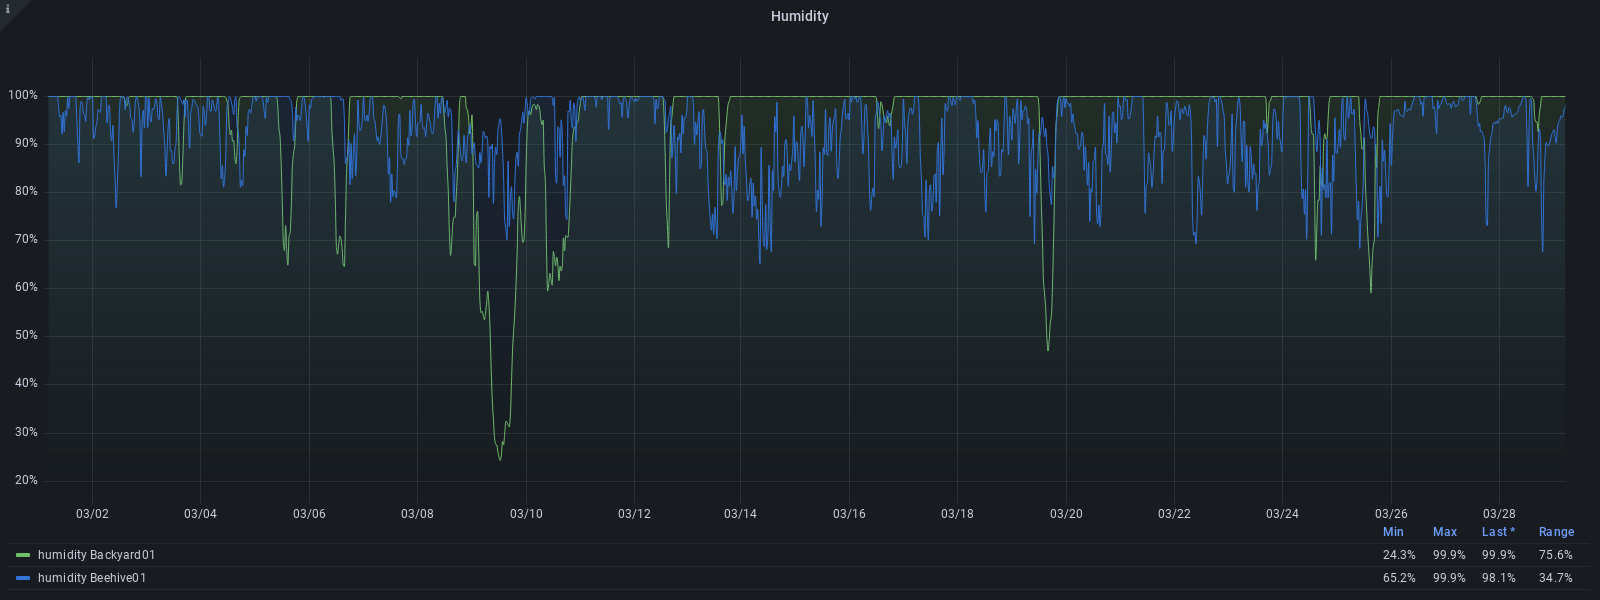 i
Humidity
100%
90%
80%
70%
60%
50%
40%
30%
20%
03/02 03/04 03/06 03/08 03/10 03/12 03/14 03/16 03/18 03/20 03/22 03/24 03/26 03/28
Min Max Last * Range
humidity Backyard01 24.3% 99.9% 99.9% 75.6%
humidity Beehive01 65.2% 99.9% 98.1% 34.7%